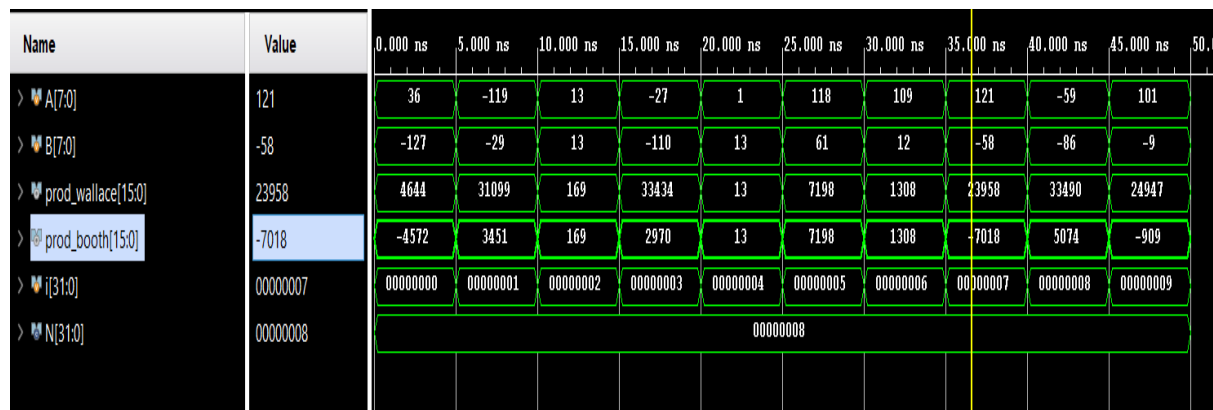 Name Value 0.000 ns 5.000 ns 10.000 ns 15.000 ns 20.000 ns 25.000 ns 30.000 ns 35.000 ns 40.000 ns 45.000 ns 50.
A[7:0] 121 36 -119 13 -27 1 118 109 121 -59 101
B[7:0] -58 -127 -29 13 -110 13 61 12 -58 -86 -9
prod_wallace[15:0] 23958 4644 31099 169 33434 13 7198 1308 23958 33490 24947
prod_booth[15:0] -7018 -4572 3451 169 2970 13 7198 1308 -7018 5074 -909
i[31:0] 00000007 00000000 00000001 00000002 00000003 00000004 00000005 00000006 00000007 00000008 00000009
N[31:0] 00000008 00000008